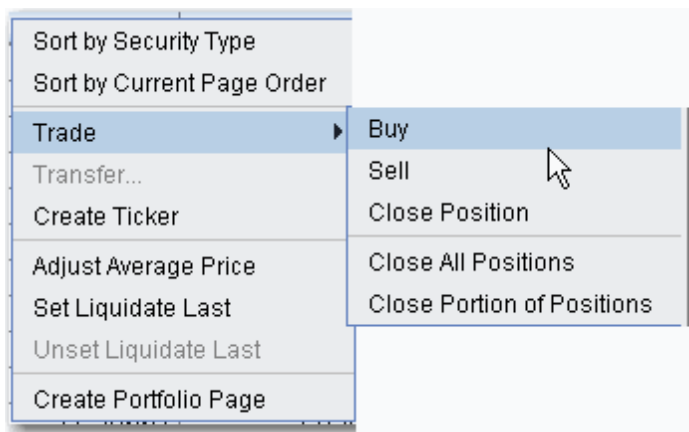 Sort by Security Type
Sort by Current Page Order
Trade
Transfer...
Create Ticker
Adjust Average Price
Set Liquidate Last
Unset Liquidate Last
Create Portfolio Page
Buy
Sell
Close Position
Close All Positions
Close Portion of Positions